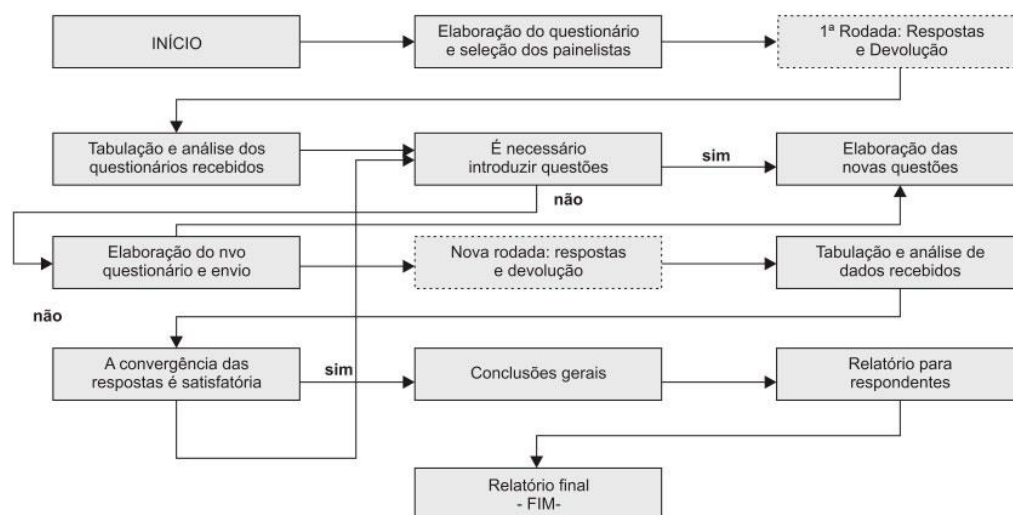 INÍCIO
Elaboração do questionário
e seleção dos painelistas
1ª Rodada: Respostas
e Devolução
Tabulação e análise dos
questionários recebidos
É necessário
introduzir questões
sim
Elaboração das
novas questões
não
Elaboração do nvo
questionário e envio
Nova rodada: respostas
e devolução
Tabulação e análise de
dados recebidos
não
A convergência das
respostas é satisfatória
sim
Conclusões gerais
Relatório para
respondentes
Relatório final
- FIM-